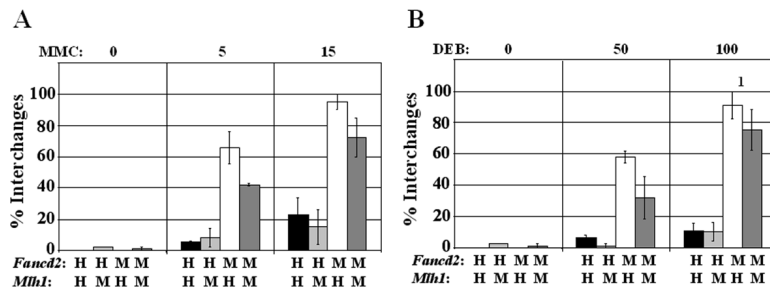 A
MMC: 0 5 15
% Interchanges
100
80
60
40
20
0
Fancd2: H H M M H H M M H H M M
Mlh1: H M H M H M H M H M H M
B
DEB: 0 50 100
% Interchanges
100
80
60
40
20
0
1
Fancd2: H H M M H H M M H H M M
Mlh1: H M H M H M H M H M H M